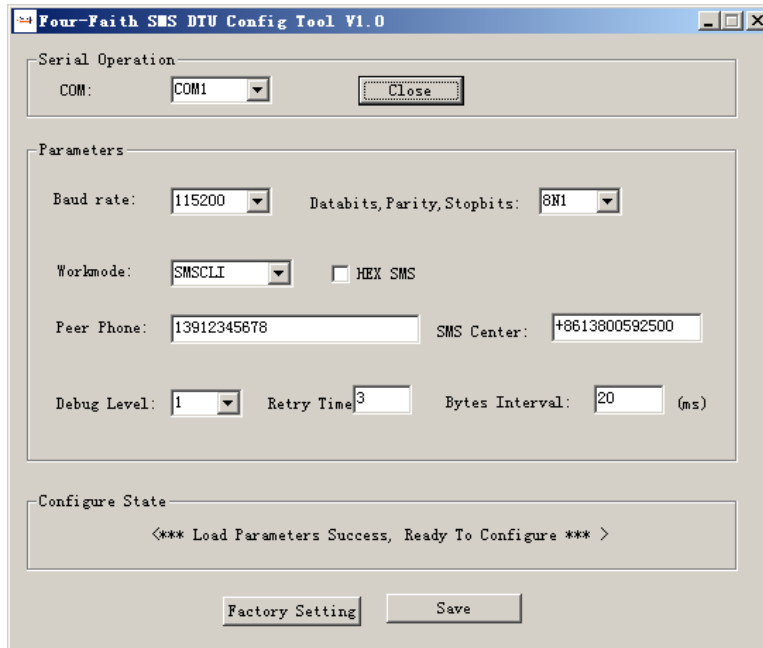 Four-Faith SMS DTU Config Tool V1.0
Serial Operation
COM: COM1 Close
Parameters
Baud rate: 115200 Databits,Parity,Stopbits: 8N1
Workmode: SMSCLI HEX SMS
Peer Phone: 13912345678 SMS Center: +8613800592500
Debug Level: 1 Retry Time 3 Bytes Interval: 20 (ms)
Configure State
<*** Load Parameters Success, Ready To Configure *** >
Factory Setting Save